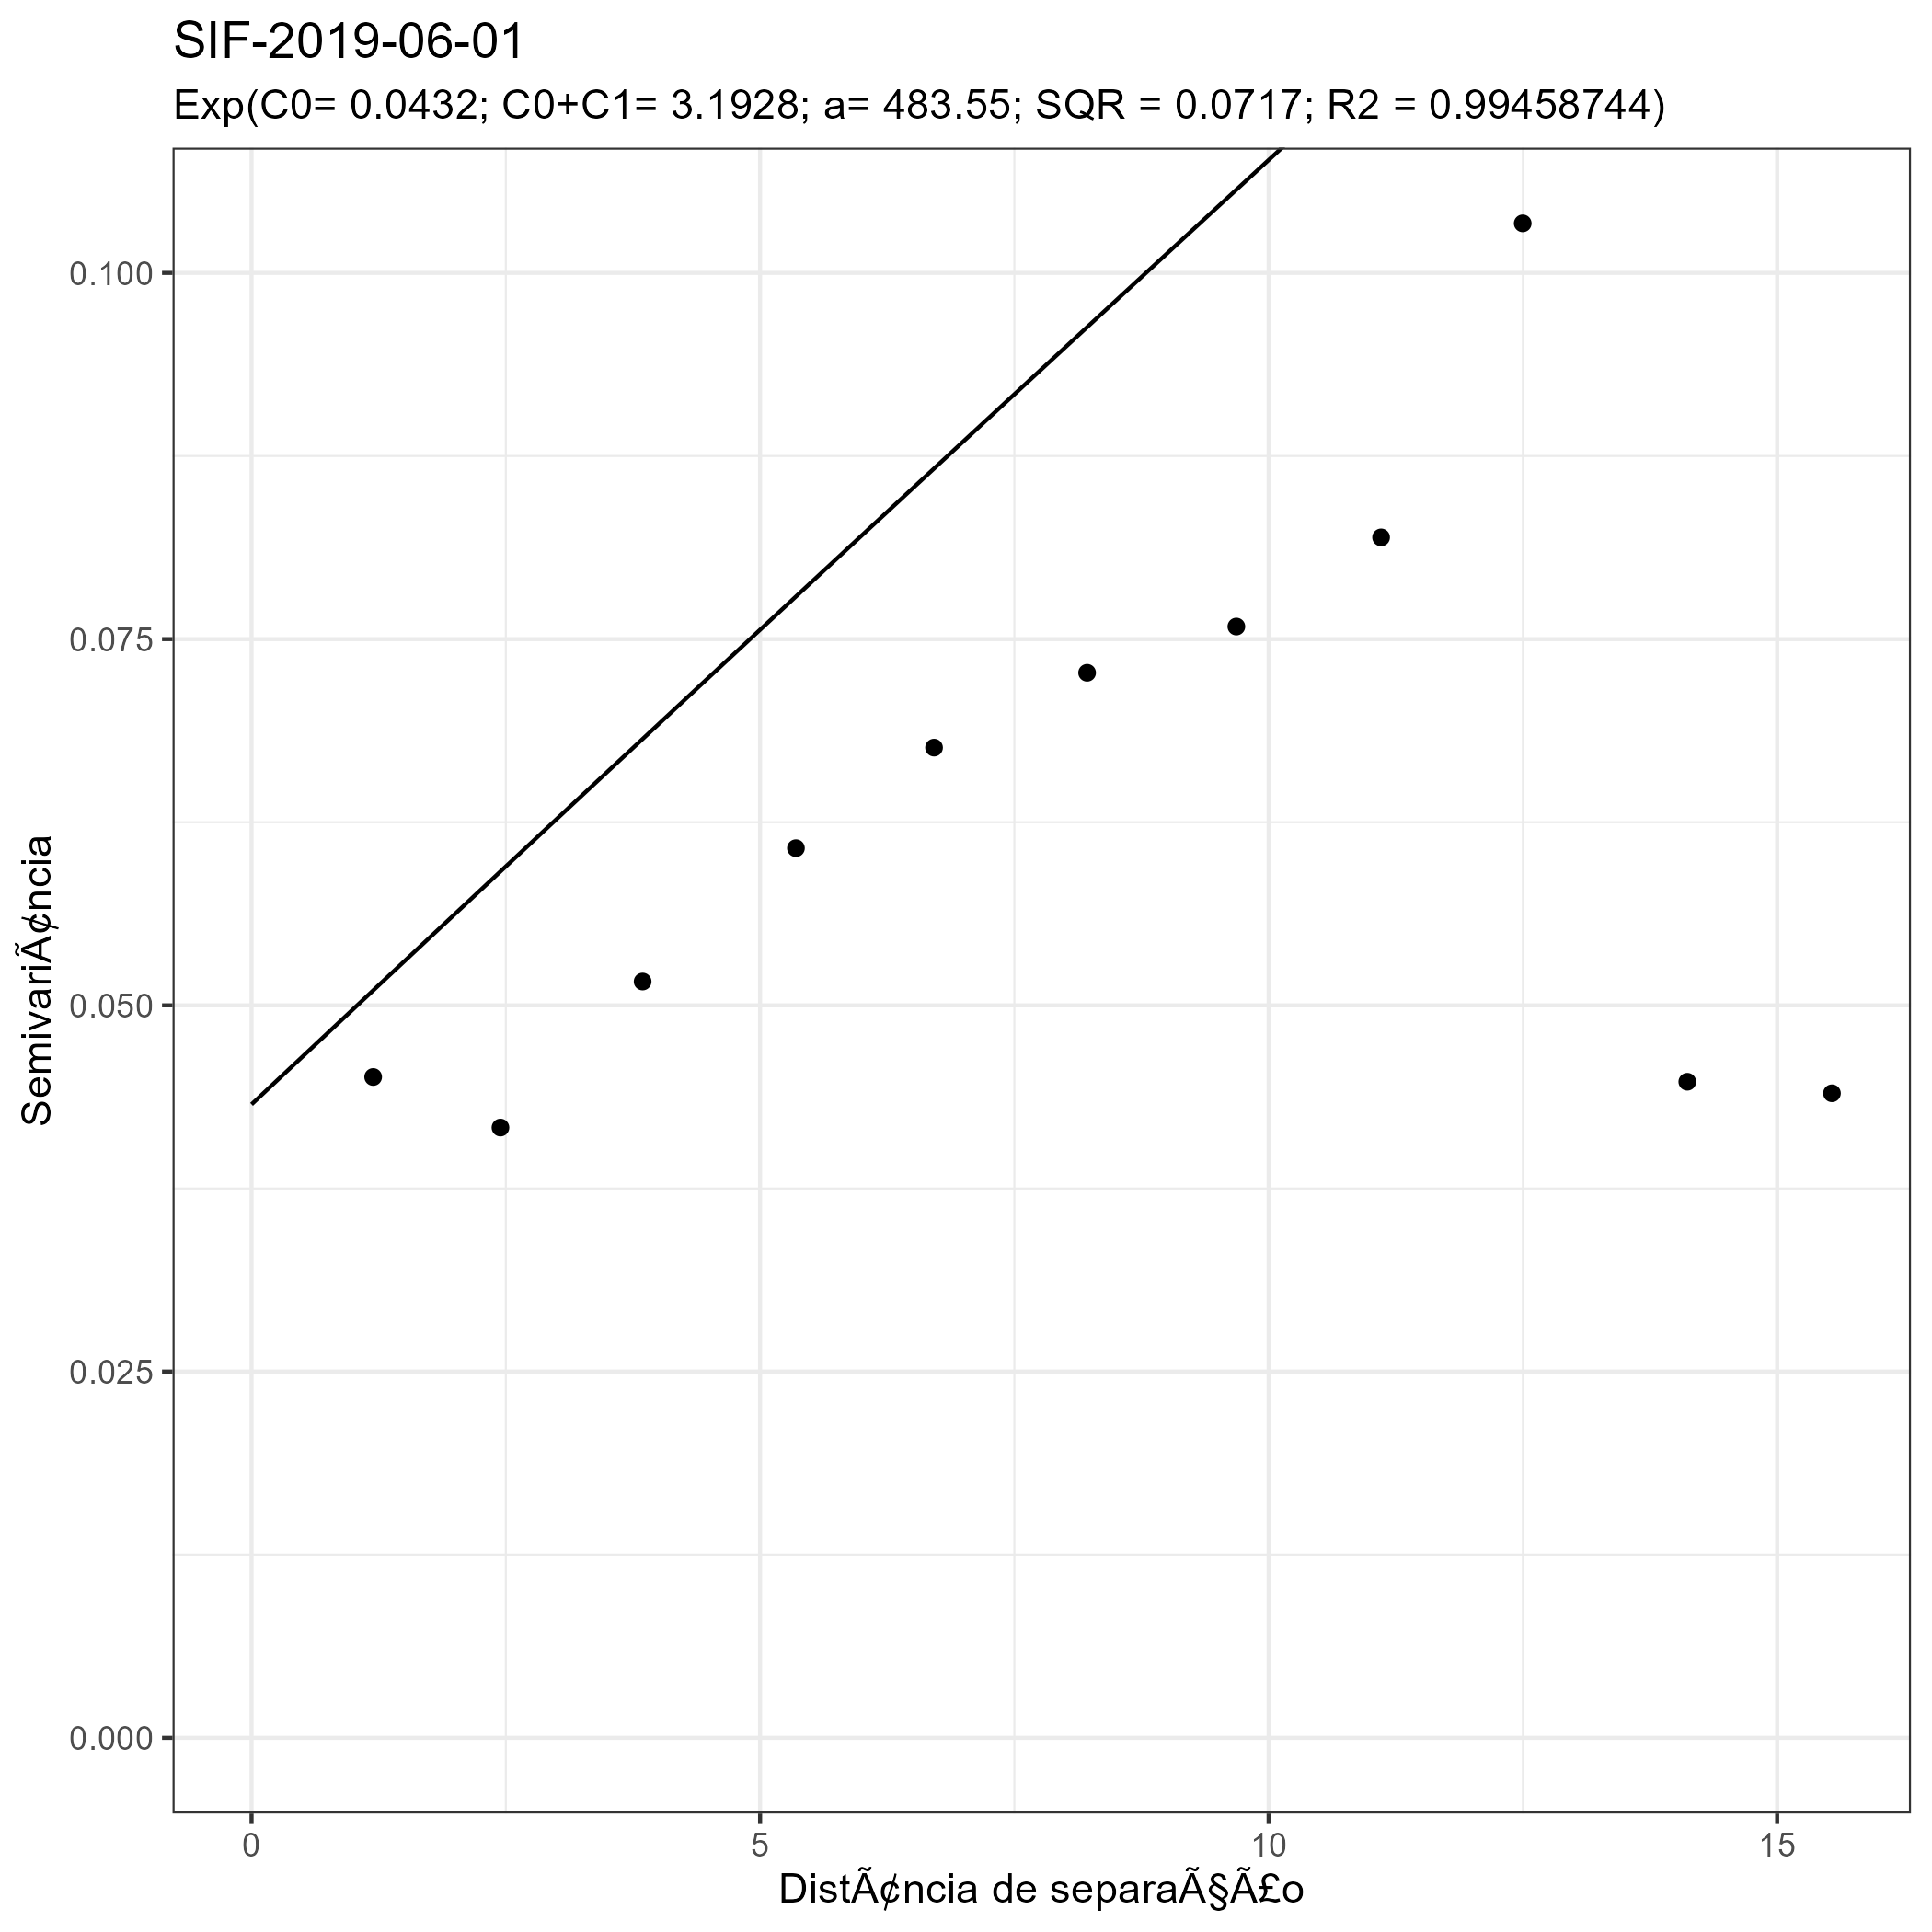 SIF-2019-06-01
Exp(C0= 0.0432; C0+C1= 3.1928; a= 483.55; SQR = 0.0717; R2 = 0.99458744)
0.100
0.075
0.050
0.025
0.000
SemivariÃ¢ncia
0
5
10
15
DistÃ¢ncia de separaÃ§Ã£o